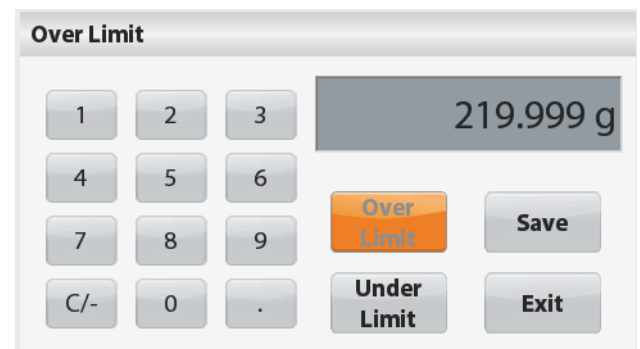 Over Limit
1 2 3
219.999 g
4 5 6
7 8 9
Over
Limit
Save
C/- 0 .
Under
Limit
Exit